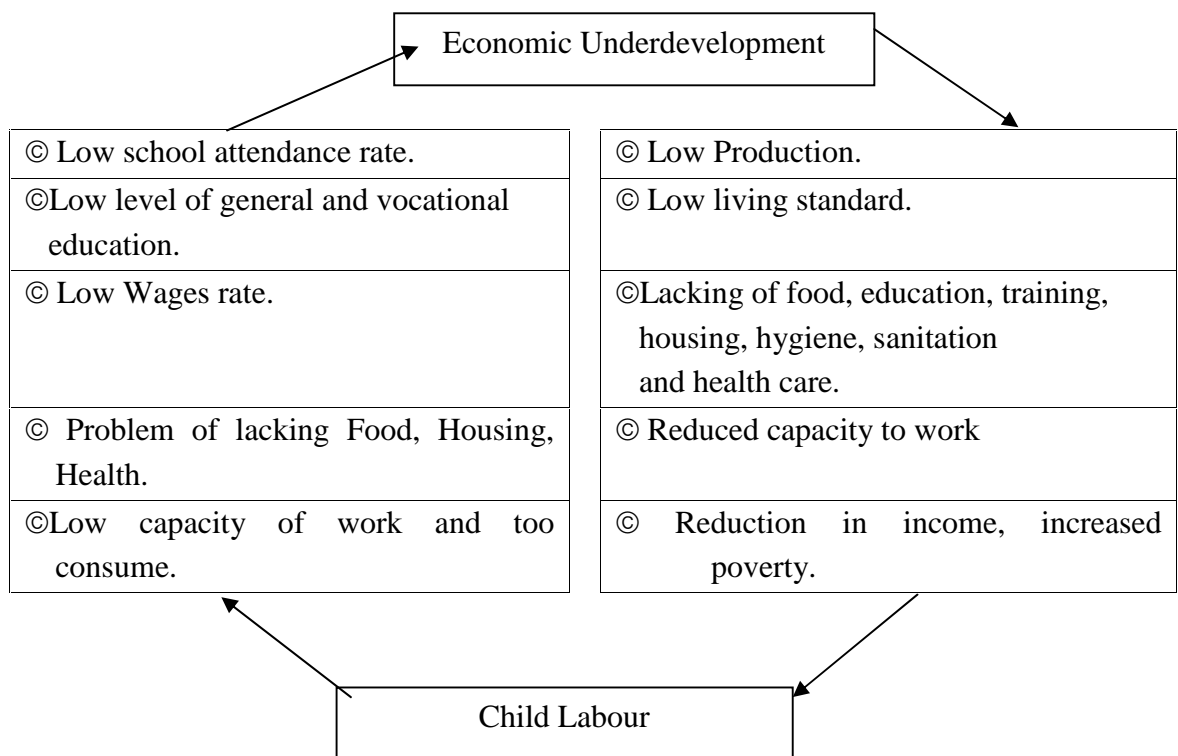 Economic Underdevelopment
© Low school attendance rate.
©Low level of general and vocational
education.
© Low Wages rate.
© Problem of lacking Food, Housing,
Health.
©Low capacity of work and too
consume.
© Low Production.
© Low living standard.
©Lacking of food, education, training,
housing, hygiene, sanitation
and health care.
© Reduced capacity to work
© Reduction in income, increased
poverty.
Child Labour